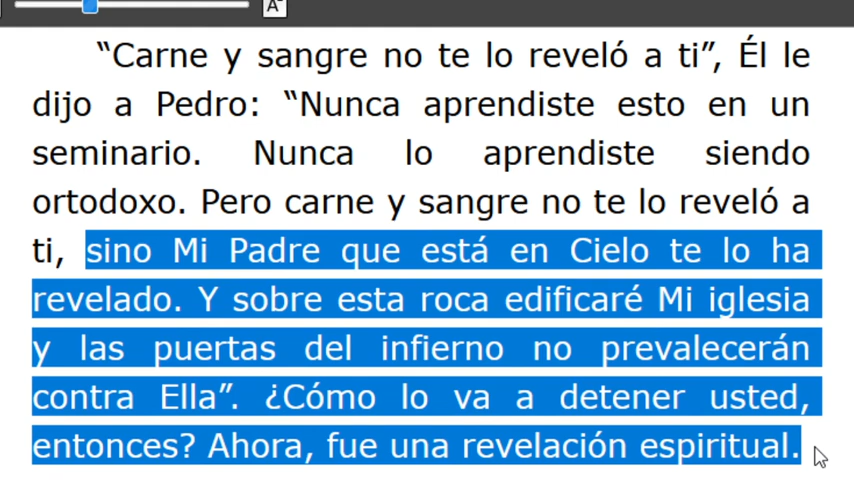 A
“Carne y sangre no te lo reveló a ti”, Él le
dijo a Pedro: “Nunca aprendiste esto en un
seminario. Nunca lo aprendiste siendo
ortodoxo. Pero carne y sangre no te lo reveló a
ti, sino Mi Padre que está en Cielo te lo ha
revelado. Y sobre esta roca edificaré Mi iglesia
y las puertas del infierno no prevalecerán
contra Ella”. ¿Cómo lo va a detener usted,
entonces? Ahora, fue una revelación espiritual.